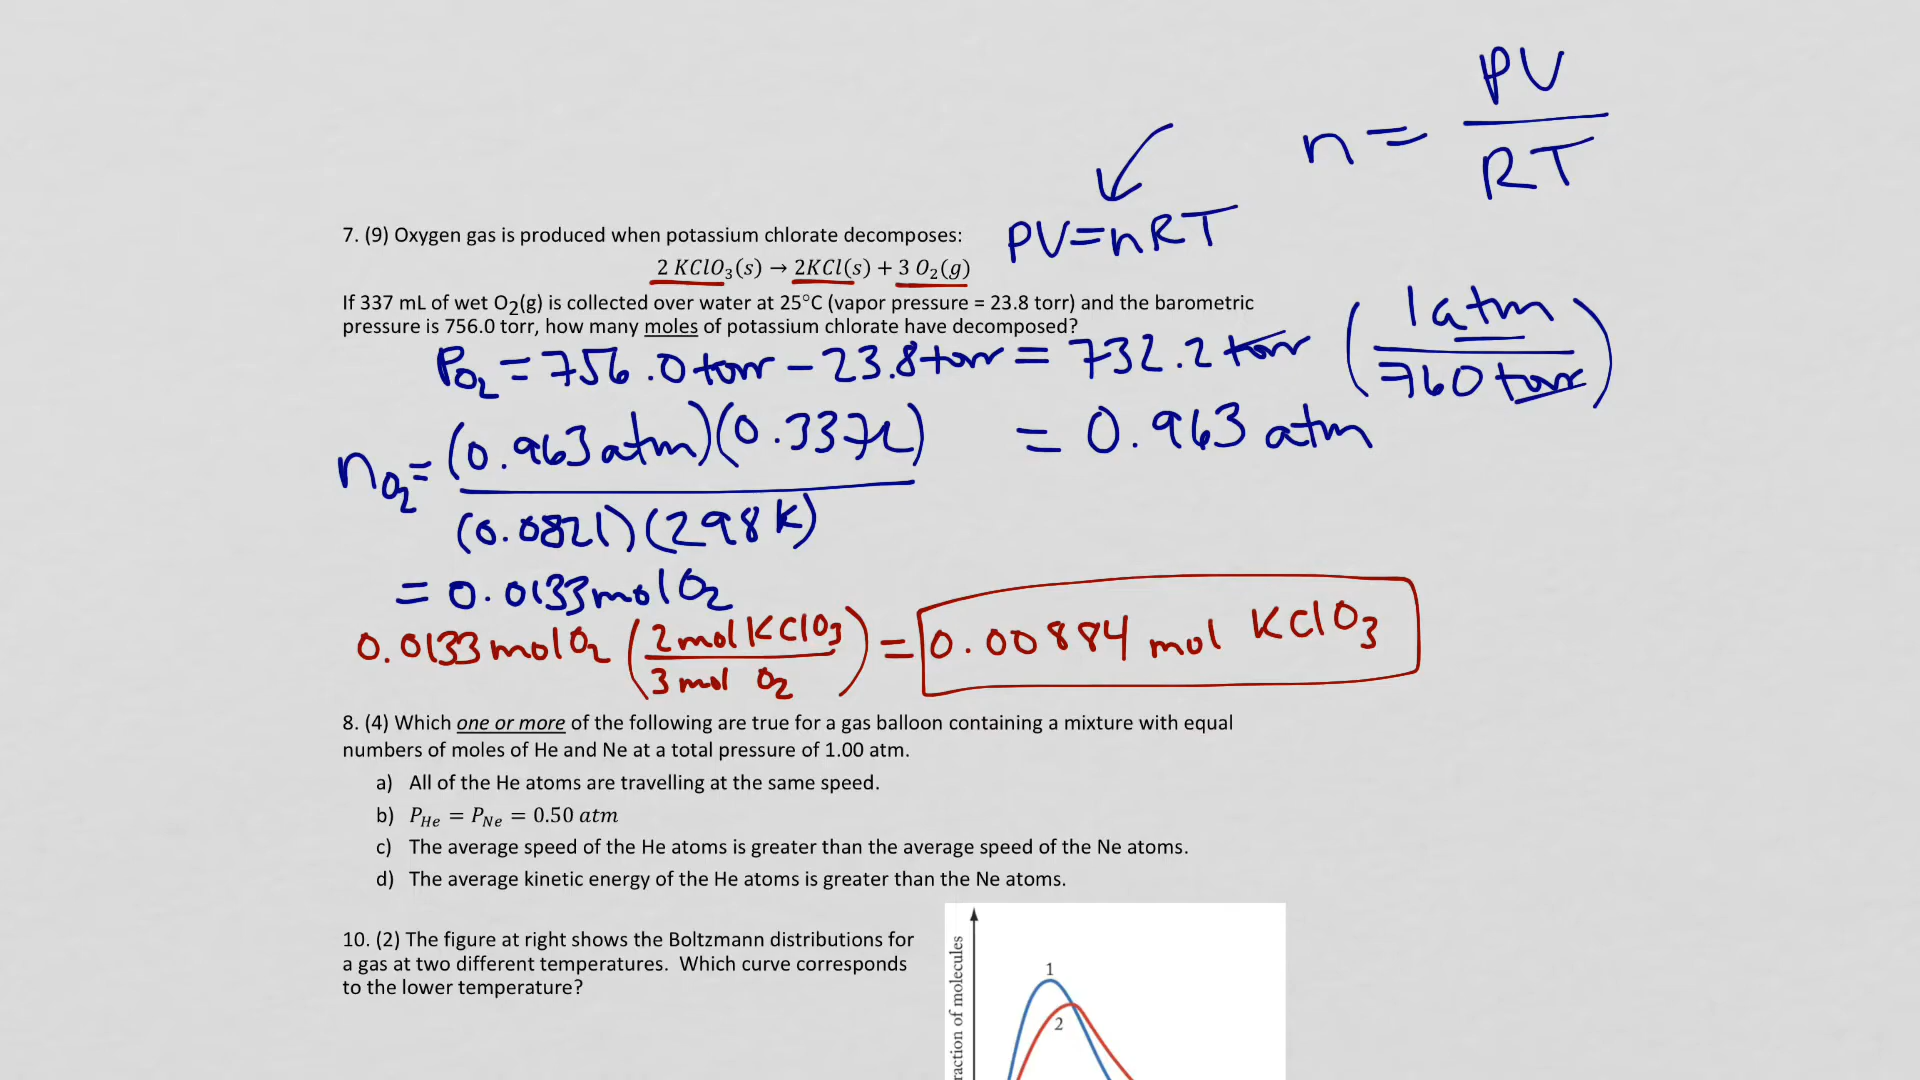 n = PV / RT
PV=nRT
7. (9) Oxygen gas is produced when potassium chlorate decomposes:
2 KClO₃(s) → 2KCl(s) + 3 O₂(g)
If 337 mL of wet O₂(g) is collected over water at 25°C (vapor pressure = 23.8 torr) and the barometric
pressure is 756.0 torr, how many moles of potassium chlorate have decomposed?
P_O₂ = 756.0 torr – 23.8 torr = 732.2 torr (1 atm / 760 torr)
= 0.963 atm
n_O₂ = (0.963 atm)(0.337L) / (0.0821)(298 K)
= 0.0133 mol O₂
0.0133 mol O₂ (2 mol KClO₃ / 3 mol O₂) = 0.00884 mol KClO₃
8. (4) Which one or more of the following are true for a gas balloon containing a mixture with equal
numbers of moles of He and Ne at a total pressure of 1.00 atm.
a) All of the He atoms are travelling at the same speed.
b) P_He = P_Ne = 0.50 atm
c) The average speed of the He atoms is greater than the average speed of the Ne atoms.
d) The average kinetic energy of the He atoms is greater than the Ne atoms.
10. (2) The figure at right shows the Boltzmann distributions for
a gas at two different temperatures. Which curve corresponds
to the lower temperature?
raction of molecules
1
2